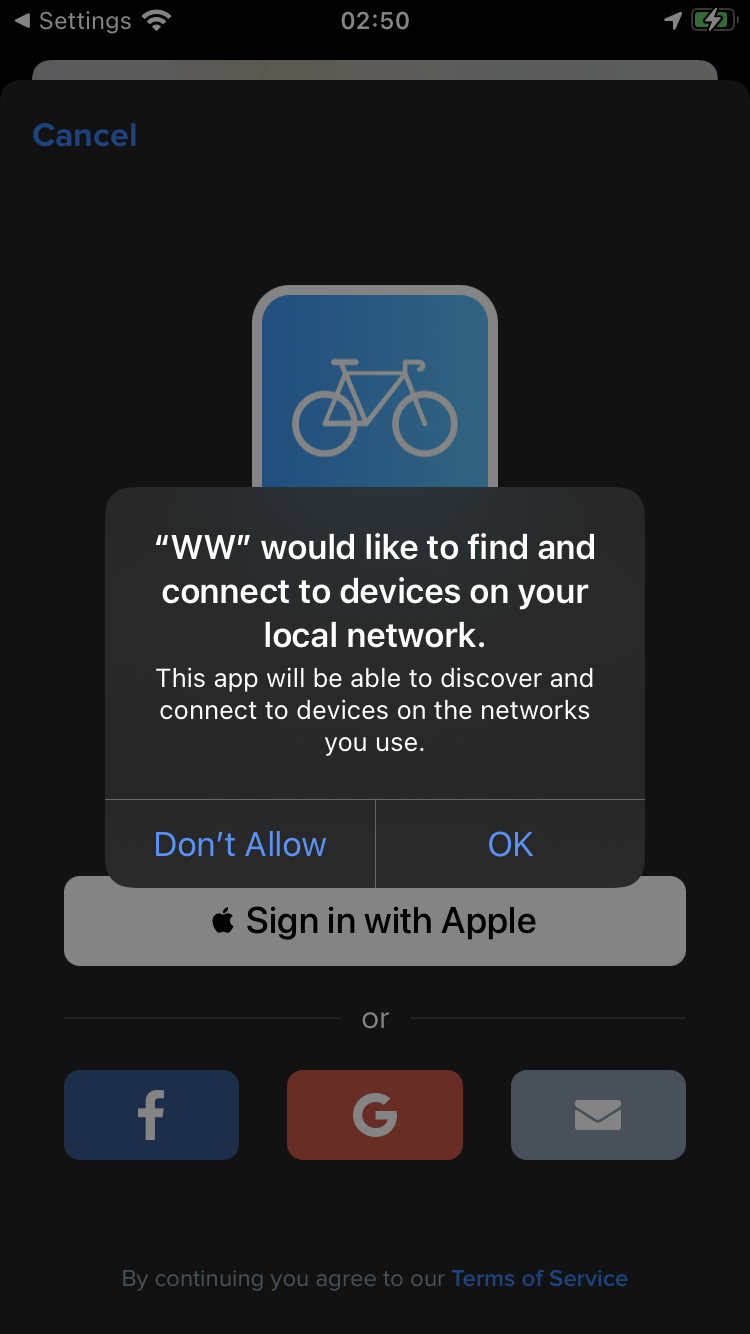 Settings
02:50
Cancel
“WW” would like to find and
connect to devices on your
local network.
This app will be able to discover and
connect to devices on the networks
you use.
Don’t Allow
OK
Sign in with Apple
or
f
G
By continuing you agree to our Terms of Service